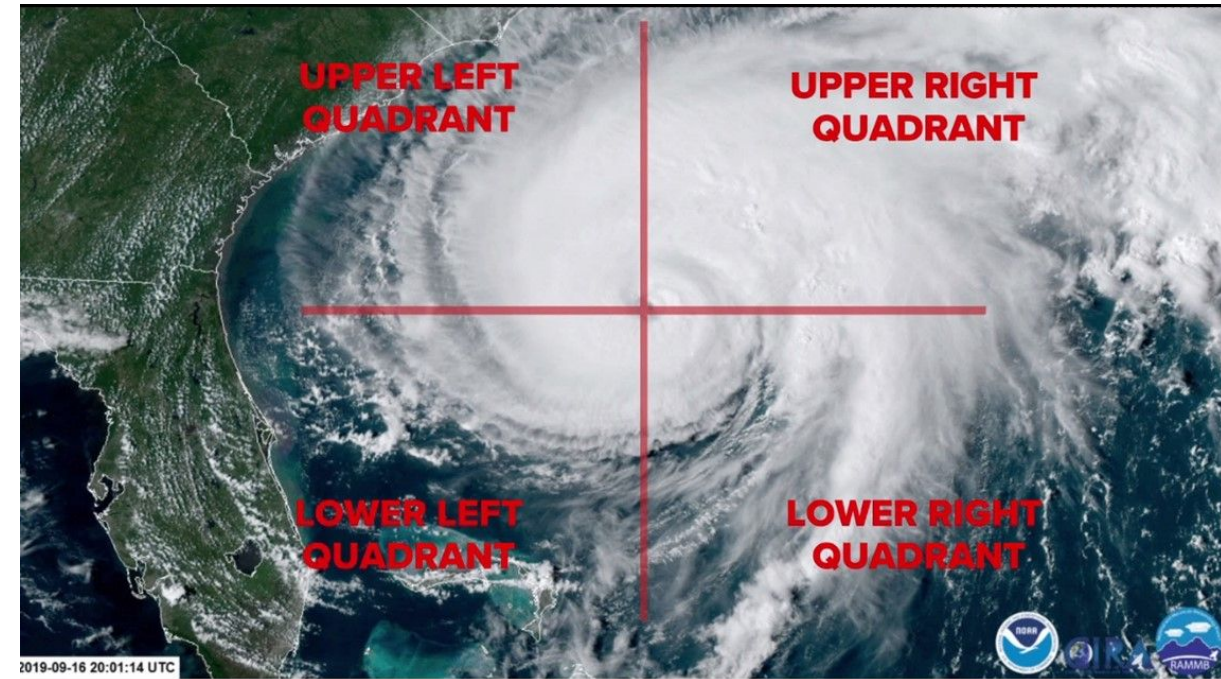 UPPER LEFT
QUADRANT
UPPER RIGHT
QUADRANT
LOWER LEFT
QUADRANT
LOWER RIGHT
QUADRANT
2019-09-16 20:01:14 UTC
NOAA
CIRA
RAMMB